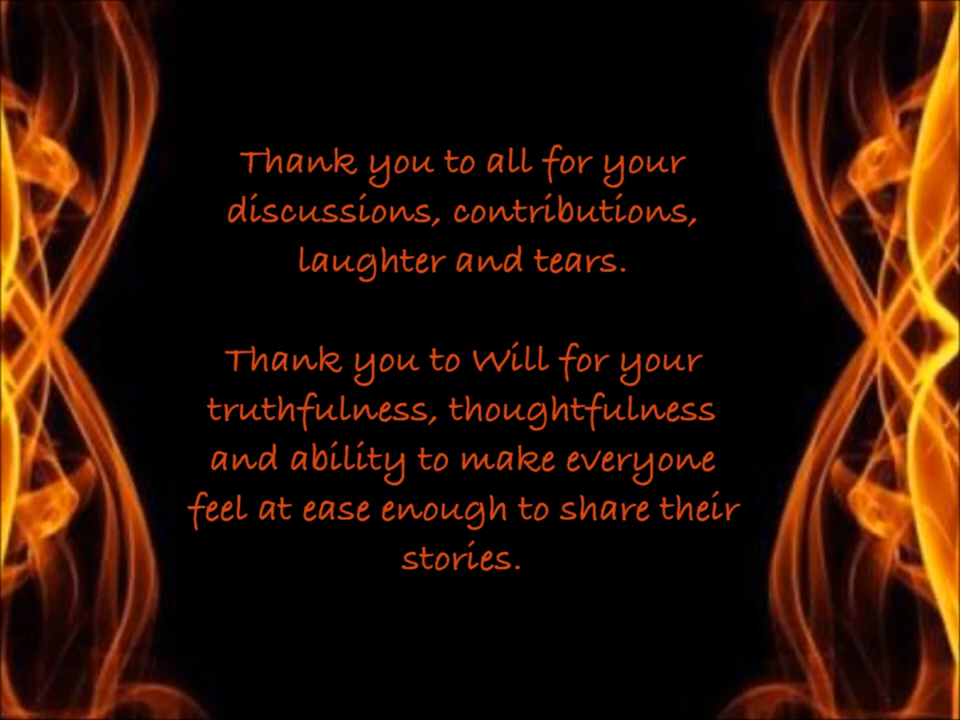 Thank you to all for your
discussions, contributions,
laughter and tears.
Thank you to Will for your
truthfulness, thoughtfulness
and ability to make everyone
feel at ease enough to share their
stories.